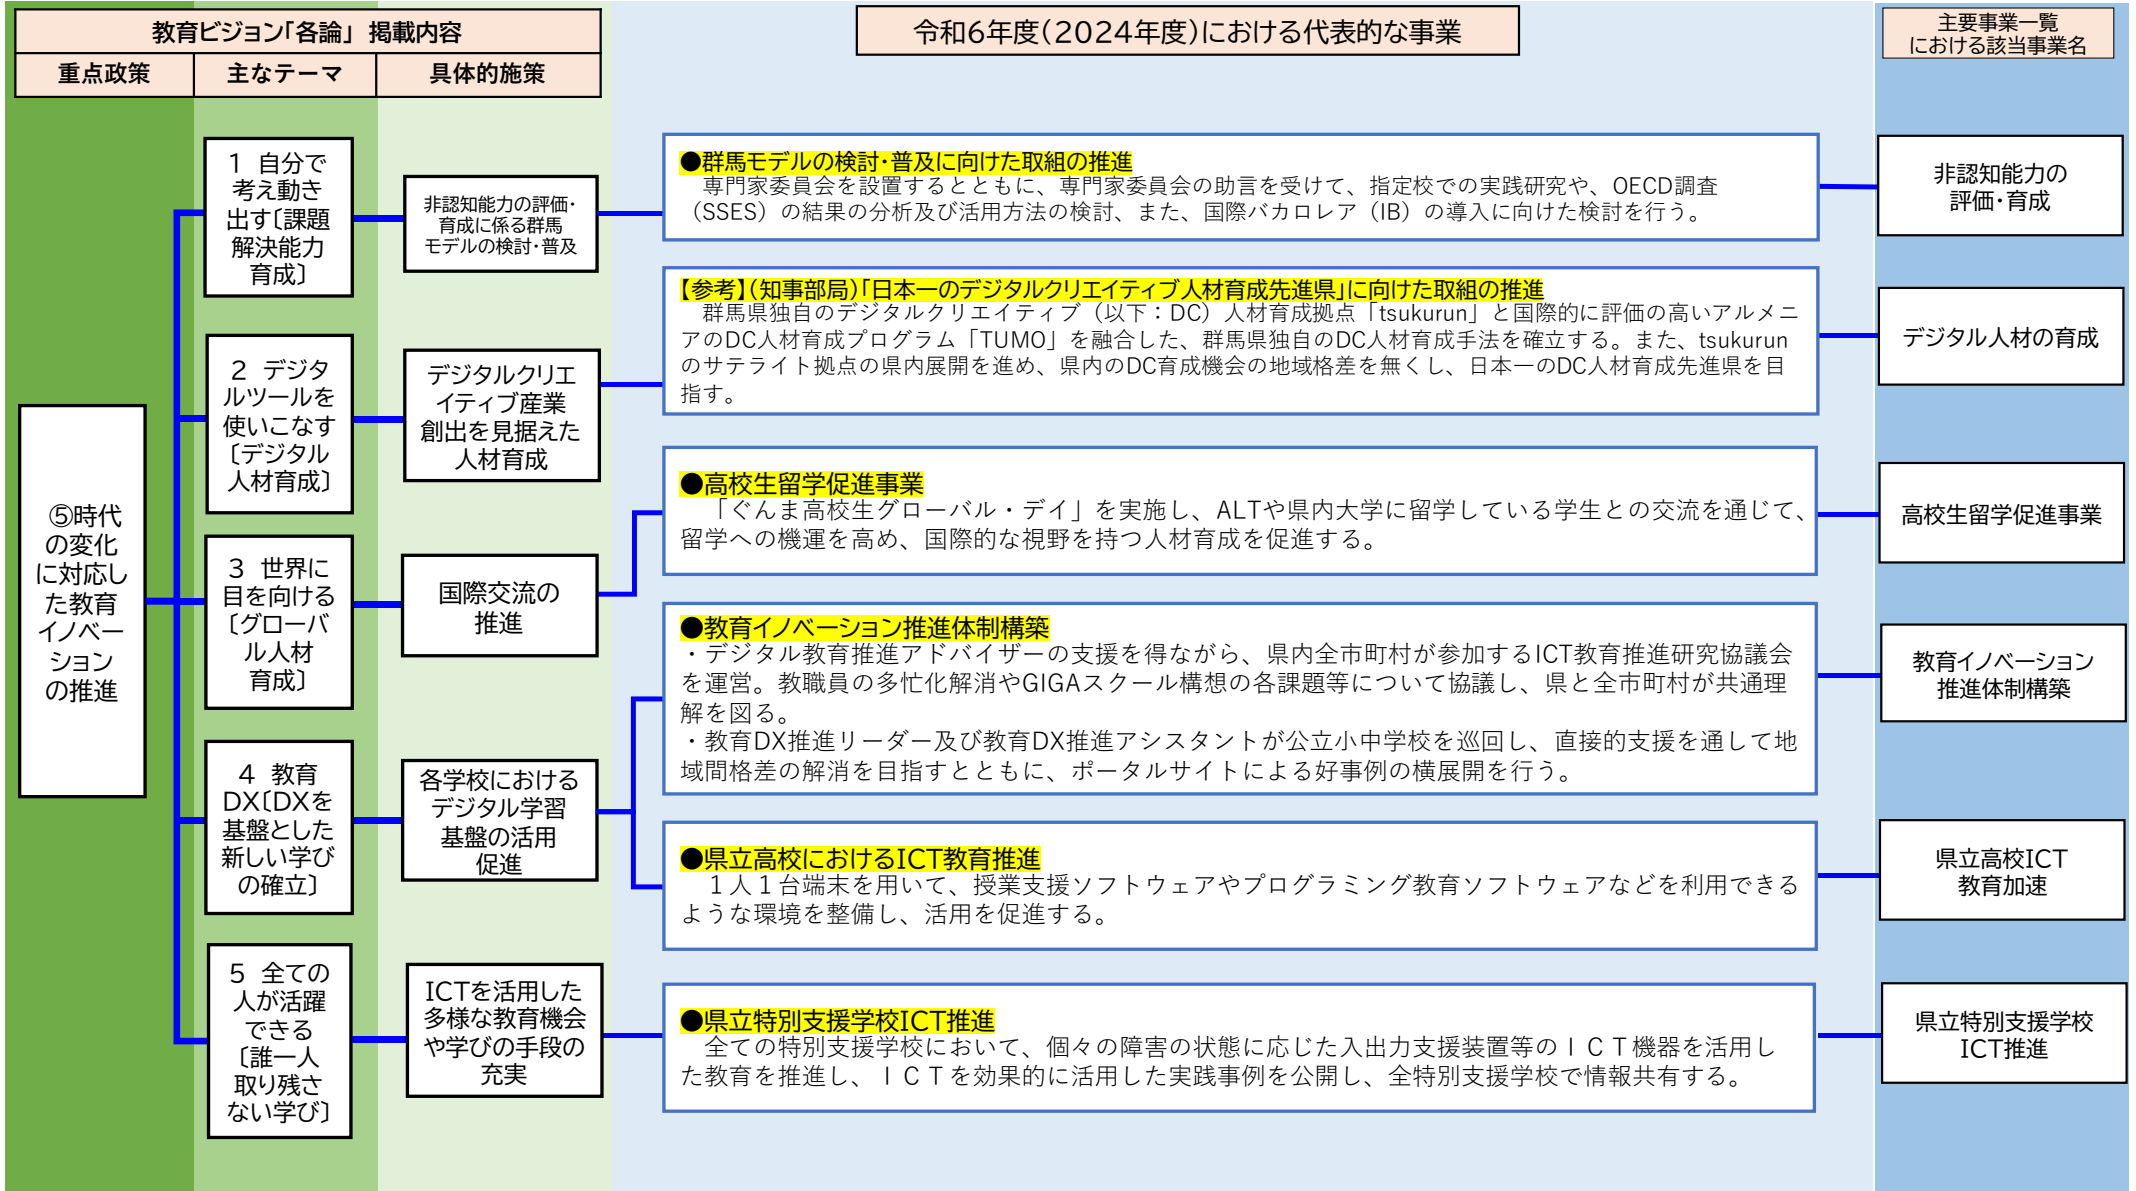 教育ビジョン「各論」 掲載内容
重点政策
主なテーマ
具体的施策
令和6年度(2024年度)における代表的な事業
主要事業一覧
における該当事業名
⑤時代
の変化
に対応し
た教育
イノベー
ション
の推進
1 自分で
考え動き
出す〔課題
解決能力
育成〕
非認知能力の評価・
育成に係る群馬
モデルの検討・普及
●群馬モデルの検討・普及に向けた取組の推進
専門家委員会を設置するとともに、専門家委員会の助言を受けて、指定校での実践研究や、OECD調査
（SSES）の結果の分析及び活用方法の検討、また、国際バカロレア（IB）の導入に向けた検討を行う。
非認知能力の
評価・育成
2 デジタ
ルツールを
使いこなす
〔デジタル
人材育成〕
デジタルクリエ
イティブ産業
創出を見据えた
人材育成
【参考】（知事部局）「日本一のデジタルクリエイティブ人材育成先進県」に向けた取組の推進
群馬県独自のデジタルクリエイティブ（以下：DC）人材育成拠点「tsukurun」と国際的に評価の高いアルメニ
アのDC人材育成プログラム「TUMO」を融合した、群馬県独自のDC人材育成手法を確立する。また、tsukurun
のサテライト拠点の県内展開を進め、県内のDC育成機会の地域格差を無くし、日本一のDC人材育成先進県を目
指す。
デジタル人材の育成
3 世界に
目を向ける
〔グローバ
ル人材
育成〕
国際交流の
推進
●高校生留学促進事業
「ぐんま高校生グローバル・デイ」を実施し、ALTや県内大学に留学している学生との交流を通じて、
留学への機運を高め、国際的な視野を持つ人材育成を促進する。
高校生留学促進事業
4 教育
DX〔DXを
基盤とした
新しい学び
の確立〕
各学校における
デジタル学習
基盤の活用
促進
●教育イノベーション推進体制構築
・デジタル教育推進アドバイザーの支援を得ながら、県内全市町村が参加するICT教育推進研究協議会
を運営。教職員の多忙化解消やGIGAスクール構想の各課題等について協議し、県と全市町村が共通理
解を図る。
・教育DX推進リーダー及び教育DX推進アシスタントが公立小中学校を巡回し、直接的支援を通して地
域間格差の解消を目指すとともに、ポータルサイトによる好事例の横展開を行う。
教育イノベーション
推進体制構築
●県立高校におけるICT教育推進
１人１台端末を用いて、授業支援ソフトウェアやプログラミング教育ソフトウェアなどを利用できる
ような環境を整備し、活用を促進する。
県立高校ICT
教育加速
5 全ての
人が活躍
できる
〔誰一人
取り残さ
ない学び〕
ICTを活用した
多様な教育機会
や学びの手段の
充実
●県立特別支援学校ICT推進
全ての特別支援学校において、個々の障害の状態に応じた入出力支援装置等のＩＣＴ機器を活用し
た教育を推進し、ＩＣＴを効果的に活用した実践事例を公開し、全特別支援学校で情報共有する。
県立特別支援学校
ICT推進